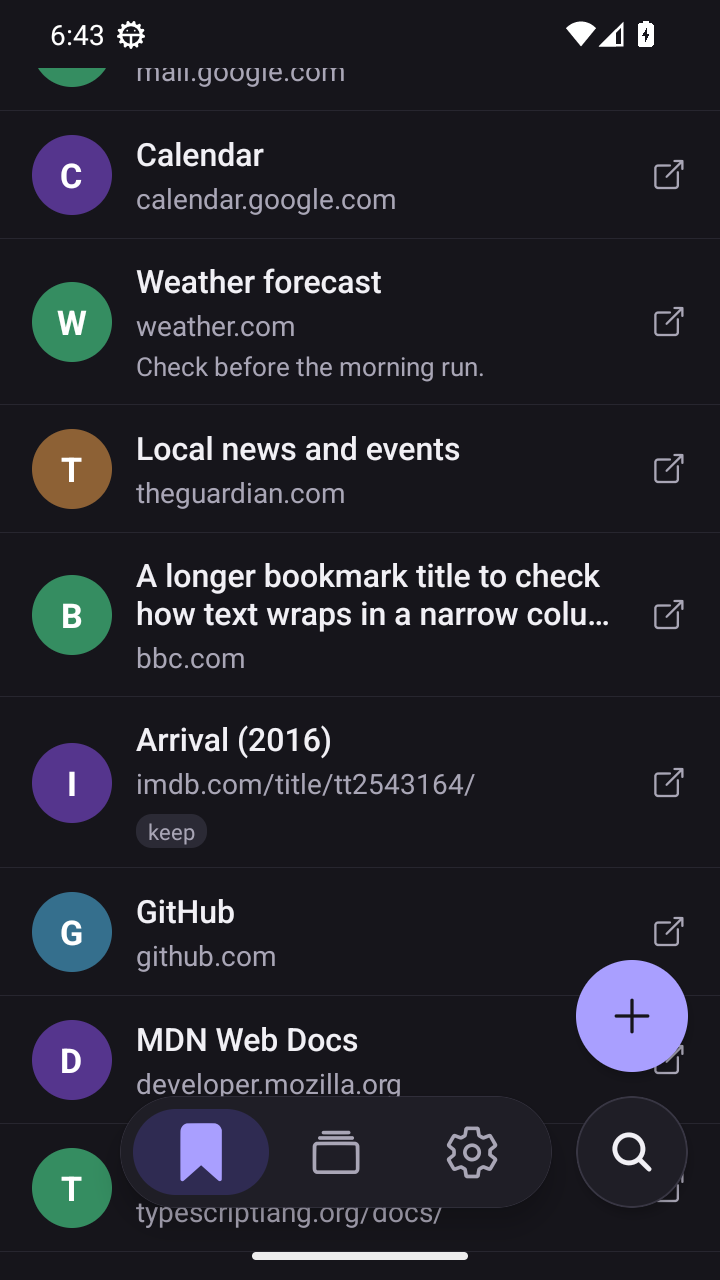 6:43
mail.google.com
C
Calendar
calendar.google.com
W
Weather forecast
weather.com
Check before the morning run.
T
Local news and events
theguardian.com
B
A longer bookmark title to check
how text wraps in a narrow colu…
bbc.com
I
Arrival (2016)
imdb.com/title/tt2543164/
keep
G
GitHub
github.com
D
MDN Web Docs
developer.mozilla.org
T
typescriptlang.org/docs/